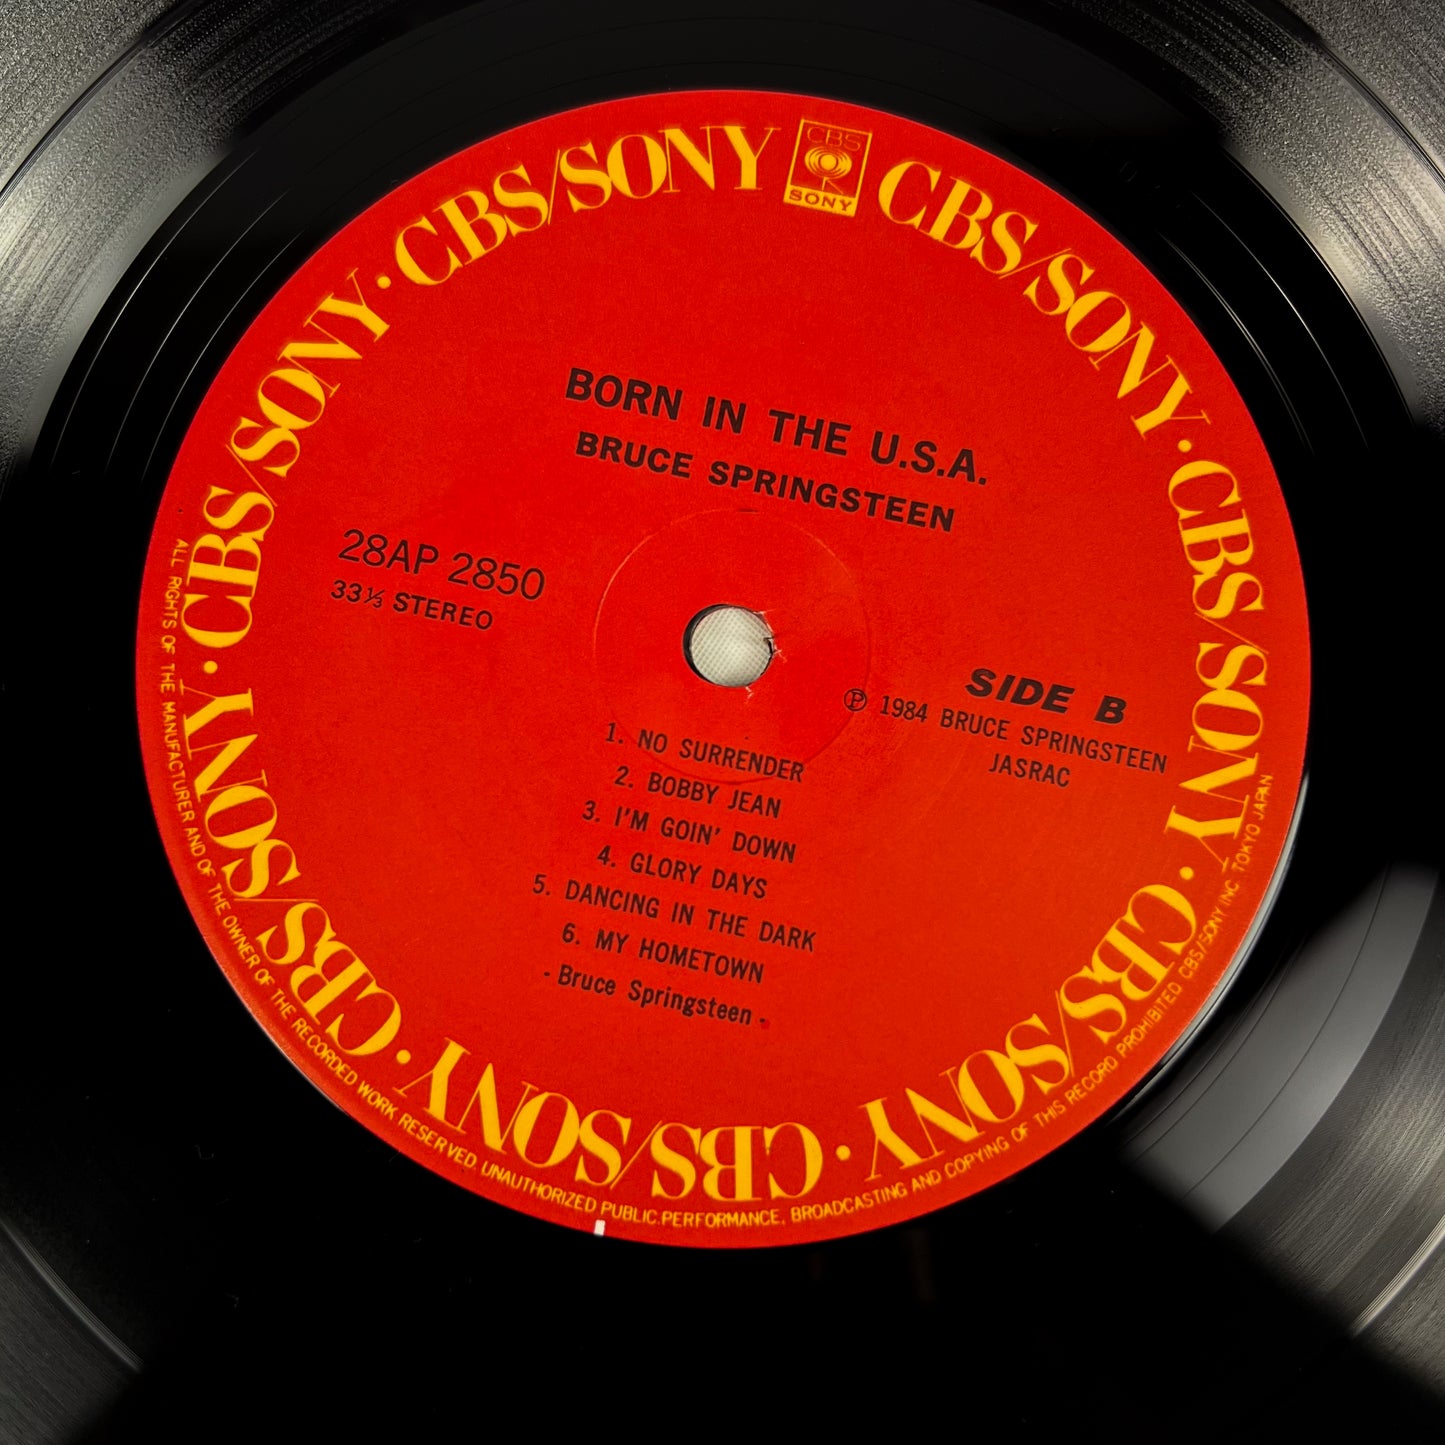 CBS
SONY
CBS/SONY · CBS/SONY · CBS/SONY · CBS/SONY · CBS/SONY · CBS/SONY · CBS/SONY · CBS/SONY
BORN IN THE U.S.A.
BRUCE SPRINGSTEEN
28AP 2850
33⅓ STEREO
SIDE B
Ⓟ 1984 BRUCE SPRINGSTEEN
JASRAC
1. NO SURRENDER
2. BOBBY JEAN
3. I'M GOIN' DOWN
4. GLORY DAYS
5. DANCING IN THE DARK
6. MY HOMETOWN
- Bruce Springsteen -
ALL RIGHTS OF THE MANUFACTURER AND OF THE OWNER OF THE RECORDED WORK RESERVED. UNAUTHORIZED PUBLIC PERFORMANCE, BROADCASTING AND COPYING OF THIS RECORD PROHIBITED CBS/SONY INC. TOKYO JAPAN